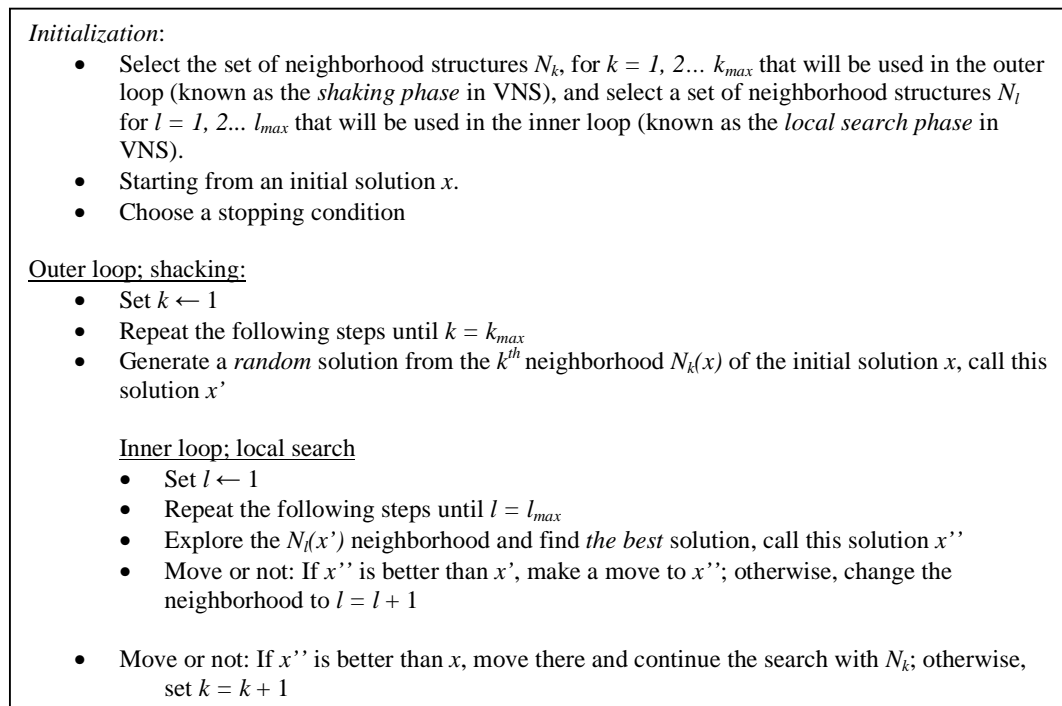 Initialization:
• Select the set of neighborhood structures Nk, for k = 1, 2... kmax that will be used in the outer
loop (known as the shaking phase in VNS), and select a set of neighborhood structures Nl
for l = 1, 2... lmax that will be used in the inner loop (known as the local search phase in
VNS).
• Starting from an initial solution x.
• Choose a stopping condition
Outer loop; shacking:
• Set k ← 1
• Repeat the following steps until k = kmax
• Generate a random solution from the kth neighborhood Nk(x) of the initial solution x, call this
solution x’
Inner loop; local search
• Set l ← 1
• Repeat the following steps until l = lmax
• Explore the Nl(x’) neighborhood and find the best solution, call this solution x’’
• Move or not: If x’’ is better than x’, make a move to x’’; otherwise, change the
neighborhood to l = l + 1
• Move or not: If x’’ is better than x, move there and continue the search with Nk; otherwise,
set k = k + 1